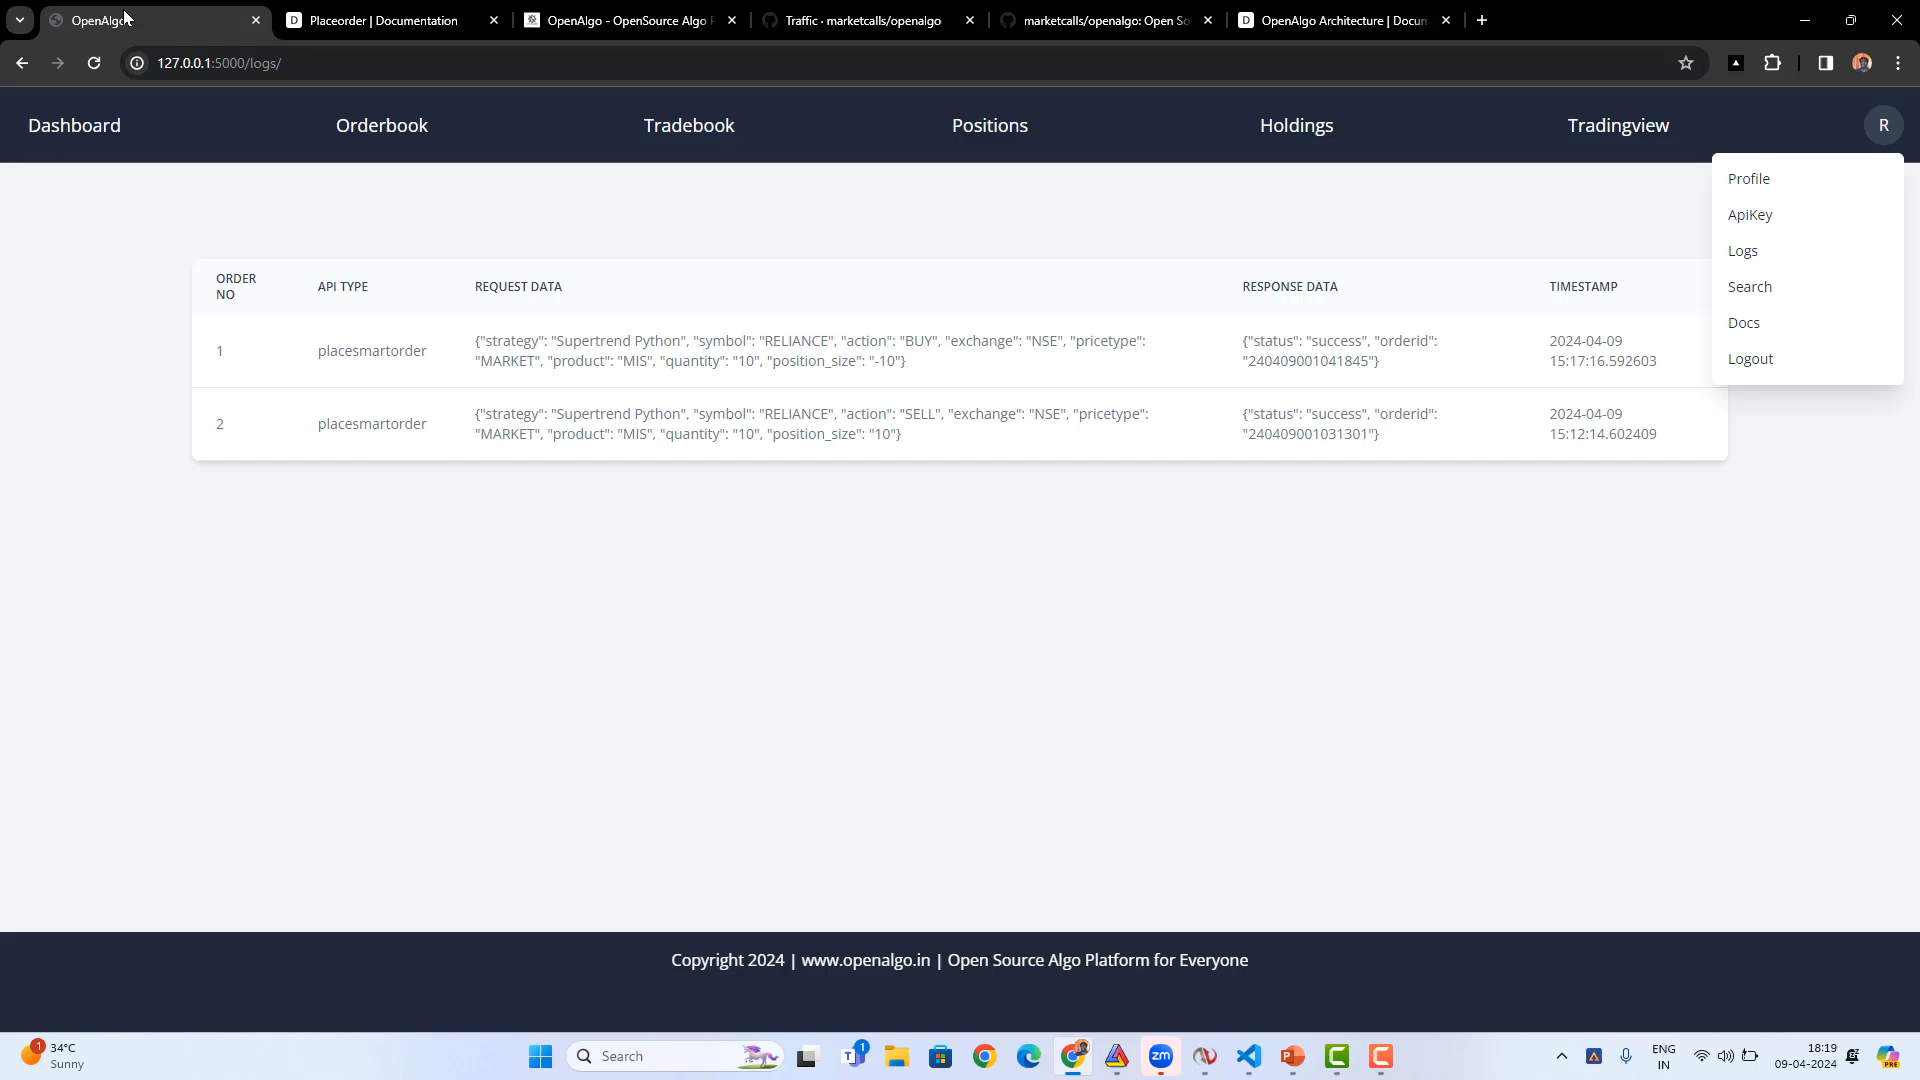 OpenAlgo
Placeorder | Documentation
OpenAlgo - OpenSource Algo
Traffic · marketcalls/openalgo
marketcalls/openalgo: Open So
OpenAlgo Architecture | Docum
127.0.0.1:5000/logs/
Dashboard
Orderbook
Tradebook
Positions
Holdings
Tradingview
R
Profile
ApiKey
Logs
Search
Docs
Logout
ORDER
NO
API TYPE
REQUEST DATA
RESPONSE DATA
TIMESTAMP
1
placesmartorder
{"strategy": "Supertrend Python", "symbol": "RELIANCE", "action": "BUY", "exchange": "NSE", "pricetype":
"MARKET", "product": "MIS", "quantity": "10", "position_size": "-10"}
{"status": "success", "orderid":
"240409001041845"}
2024-04-09
15:17:16.592603
2
placesmartorder
{"strategy": "Supertrend Python", "symbol": "RELIANCE", "action": "SELL", "exchange": "NSE", "pricetype":
"MARKET", "product": "MIS", "quantity": "10", "position_size": "10"}
{"status": "success", "orderid":
"240409001031301"}
2024-04-09
15:12:14.602409
Copyright 2024 | www.openalgo.in | Open Source Algo Platform for Everyone
1
34°C
Sunny
Search
1
zm
ENG
IN
18:19
09-04-2024
PRE